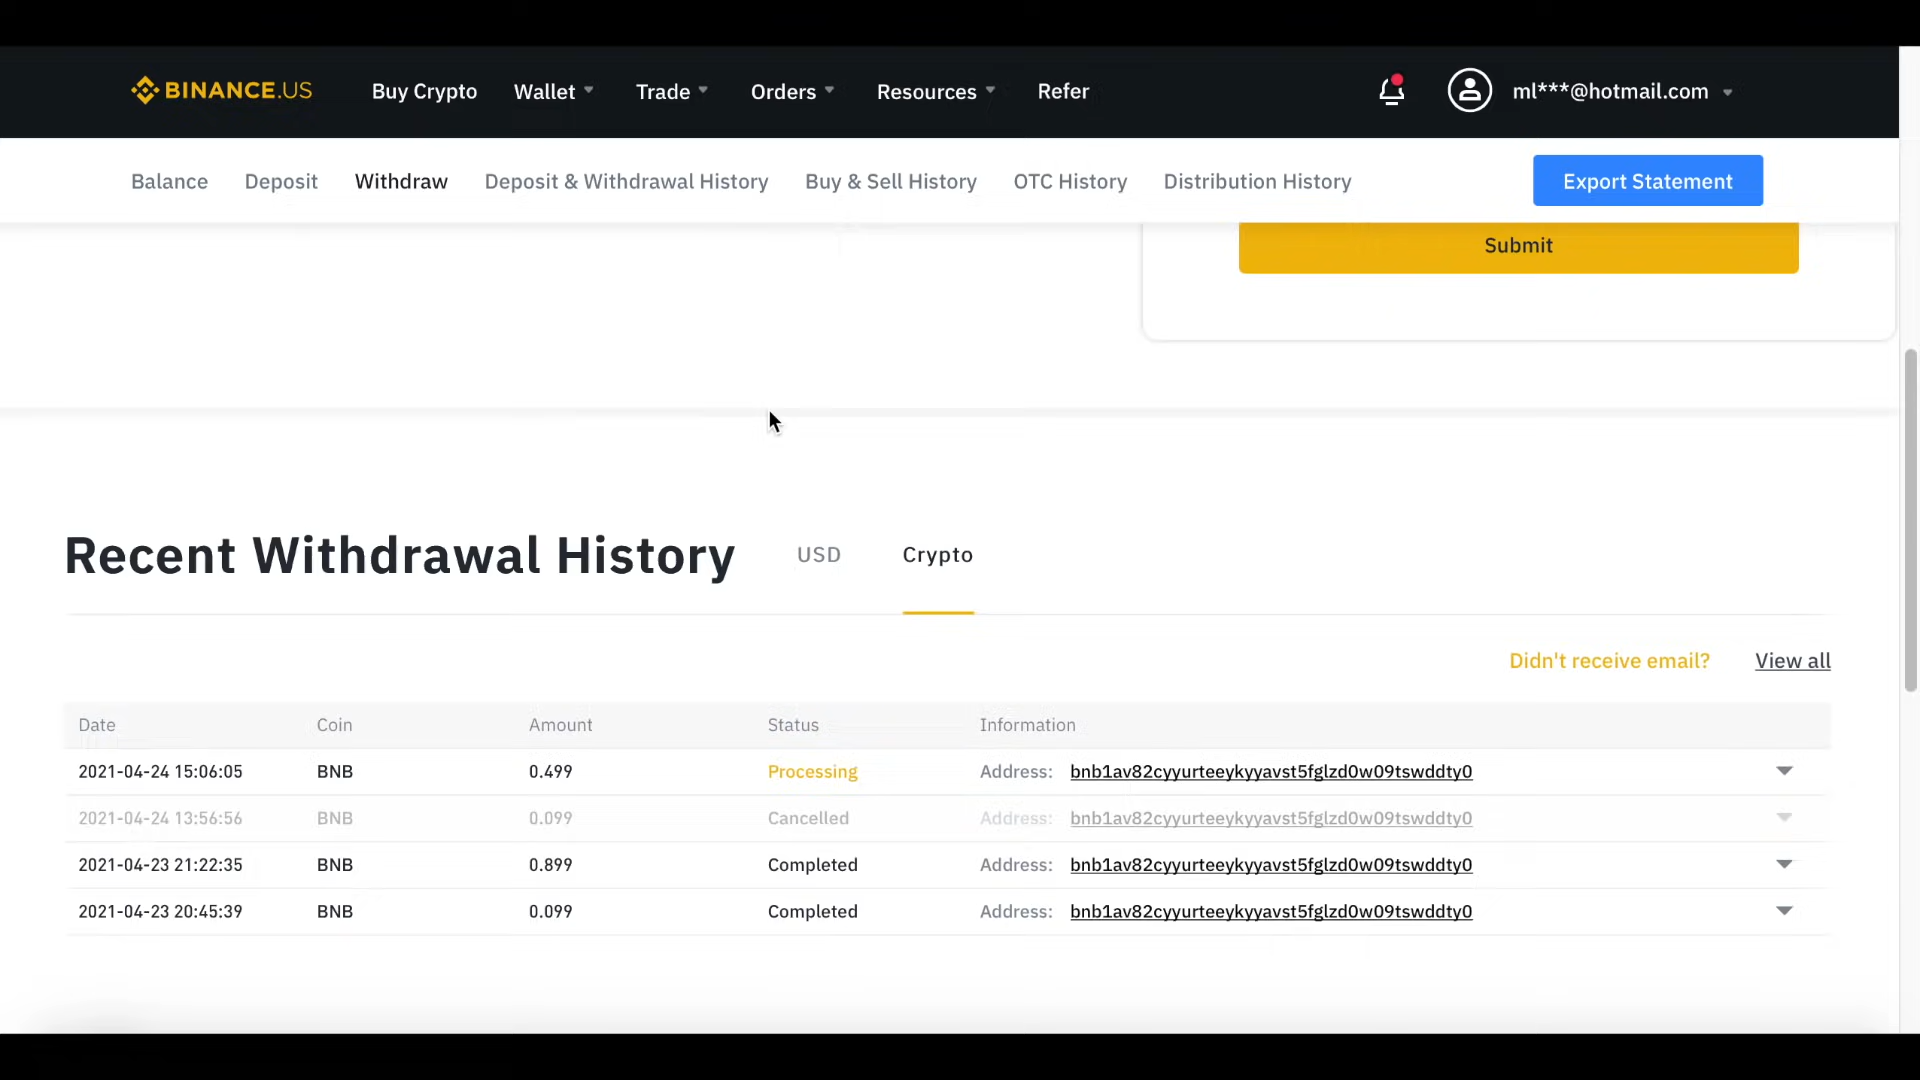 BINANCE.US Buy Crypto Wallet Trade Orders Resources Refer ml***@hotmail.com
Balance Deposit Withdraw Deposit & Withdrawal History Buy & Sell History OTC History Distribution History Export Statement
Submit
Recent Withdrawal History USD Crypto
Didn't receive email? View all
Date Coin Amount Status Information
2021-04-24 15:06:05 BNB 0.499 Processing Address: bnb1av82cyyurteeykyyavst5fglzd0w09tswddty0
2021-04-24 13:56:56 BNB 0.099 Cancelled Address: bnb1av82cyyurteeykyyavst5fglzd0w09tswddty0
2021-04-23 21:22:35 BNB 0.899 Completed Address: bnb1av82cyyurteeykyyavst5fglzd0w09tswddty0
2021-04-23 20:45:39 BNB 0.099 Completed Address: bnb1av82cyyurteeykyyavst5fglzd0w09tswddty0